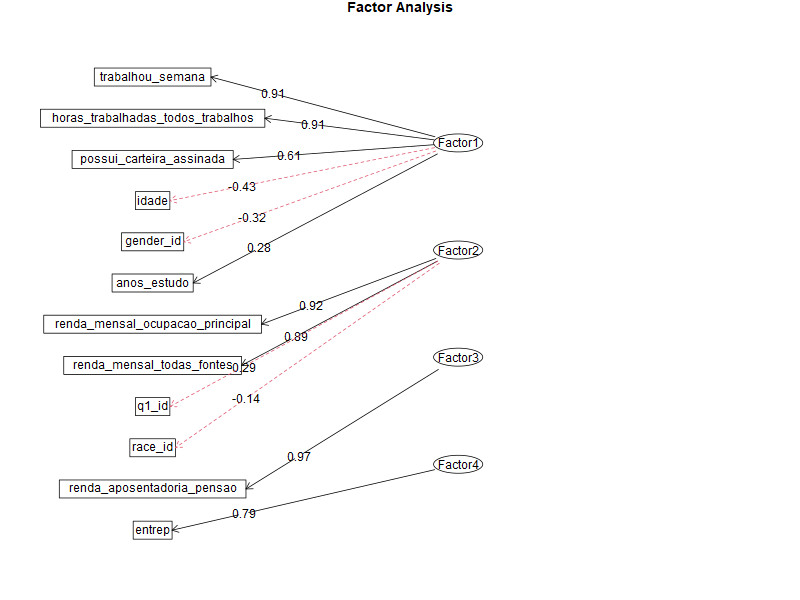 Factor Analysis
trabalhou_semana
0.91
horas_trabalhadas_todos_trabalhos
0.91
Factor1
possui_carteira_assinada
0.61
idade
-0.43
gender_id
-0.32
anos_estudo
0.28
Factor2
renda_mensal_ocupacao_principal
0.92
renda_mensal_todas_fontes
0.89
Factor3
q1_id
-0.29
race_id
-0.14
renda_aposentadoria_pensao
0.97
Factor4
entrep
0.79